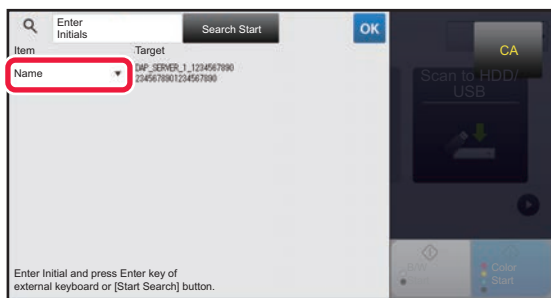 Enter
Initials
Search Start
OK
CA
Item
Target
Name
1234567890
2345678901234567890
Scan to HDD/
USB
Enter Initial and press Enter key of
external keyboard or [Start Search] button.
B/W
Color
Start